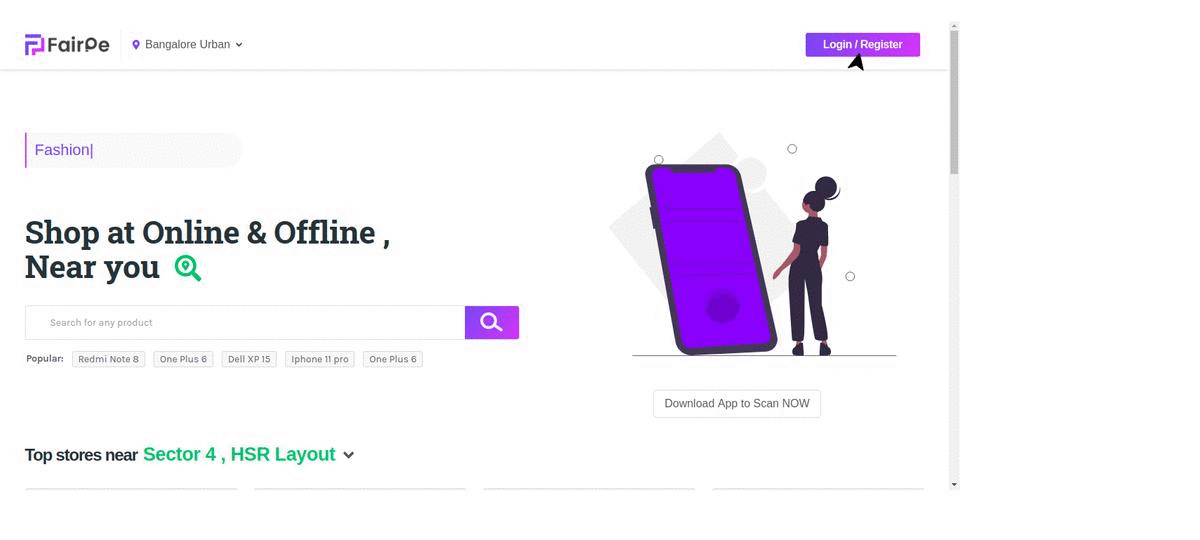 FairPe
Bangalore Urban
Login / Register
Fashion|
Shop at Online & Offline ,
Near you
Search for any product
Popular: Redmi Note 8 One Plus 6 Dell XP 15 Iphone 11 pro One Plus 6
Download App to Scan NOW
Top stores near Sector 4 , HSR Layout